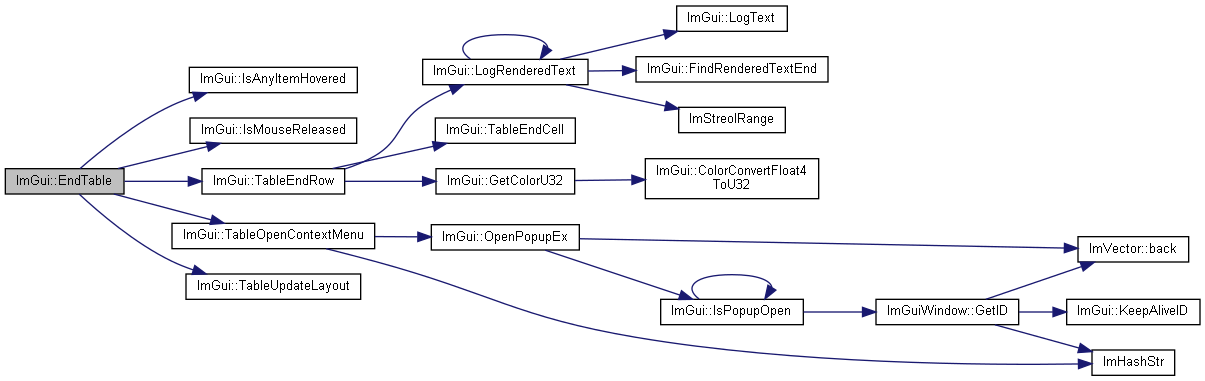 ImGui::EndTable
ImGui::IsAnyItemHovered
ImGui::IsMouseReleased
ImGui::TableEndRow
ImGui::TableOpenContextMenu
ImGui::TableUpdateLayout
ImGui::LogRenderedText
ImGui::TableEndCell
ImGui::GetColorU32
ImGui::OpenPopupEx
ImGui::LogText
ImGui::FindRenderedTextEnd
ImStreolRange
ImGui::ColorConvertFloat4
ToU32
ImGui::IsPopupOpen
ImGuiWindow::GetID
ImVector::back
ImGui::KeepAliveID
ImHashStr